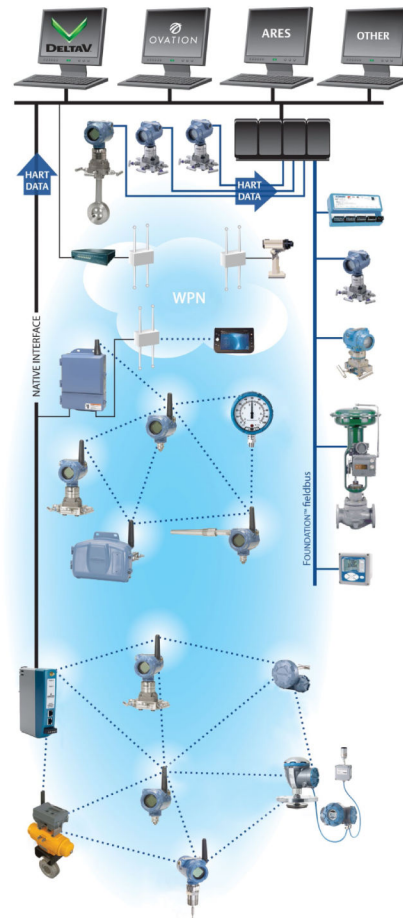 DELTAV
OVATION
ARES
OTHER
HART
DATA
HART
DATA
WPN
NATIVE INTERFACE
FOUNDATION™ fieldbus